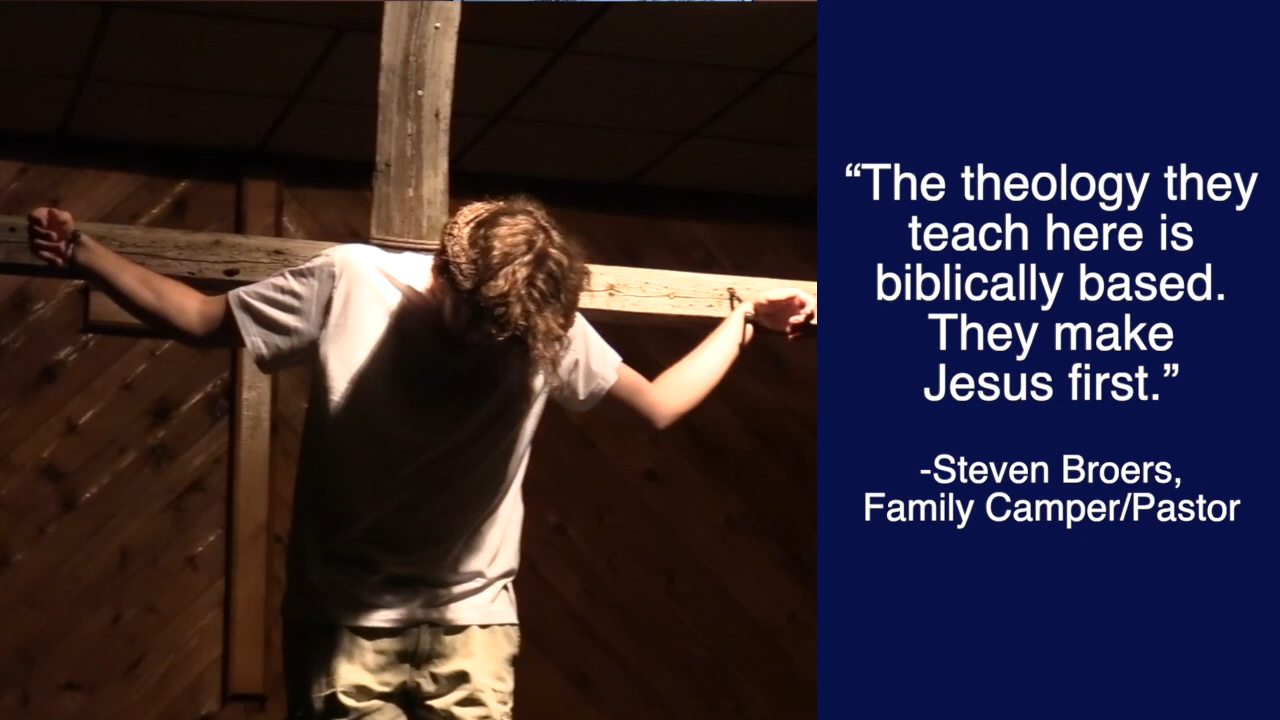 “The theology they
teach here is
biblically based.
They make
Jesus first.”
-Steven Broers,
Family Camper/Pastor